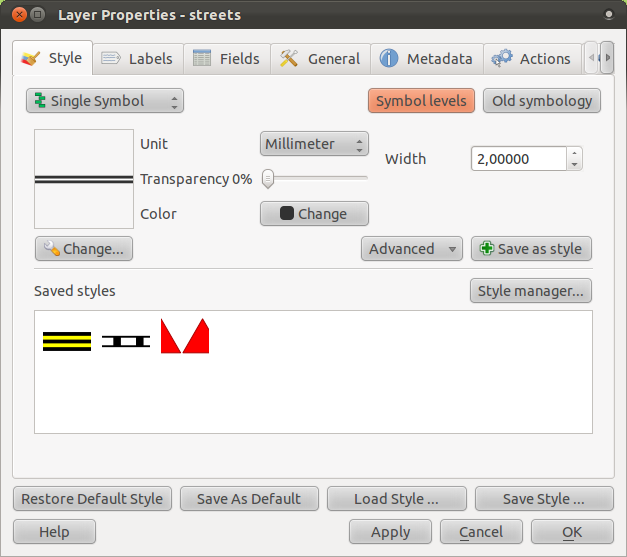 Layer Properties - streets
Style Labels Fields General Metadata Actions
Single Symbol Symbol levels Old symbology
Unit Millimeter
Width 2,00000
Transparency 0%
Color Change
Change... Advanced Save as style
Saved styles Style manager...
Restore Default Style Save As Default Load Style ... Save Style ...
Help Apply Cancel OK